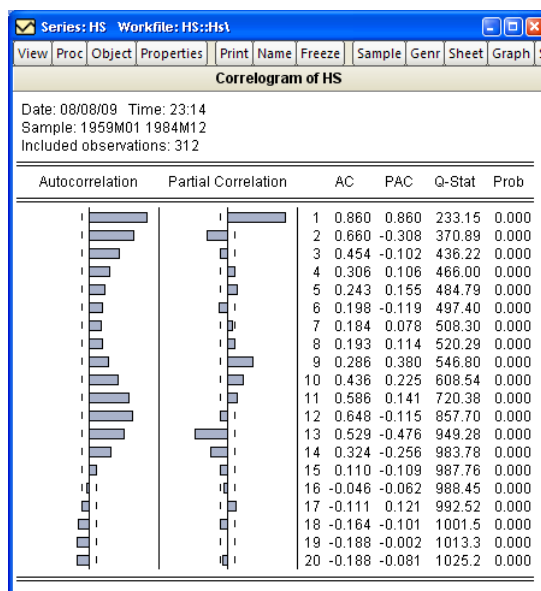 Series: HS Workfile: HS::Hs\
View Proc Object Properties Print Name Freeze Sample Genr Sheet Graph
Correlogram of HS
Date: 08/08/09 Time: 23:14
Sample: 1959M01 1984M12
Included observations: 312
Autocorrelation Partial Correlation AC PAC Q-Stat Prob
1 0.860 0.860 233.15 0.000
2 0.660 -0.308 370.89 0.000
3 0.454 -0.102 436.22 0.000
4 0.306 0.106 466.00 0.000
5 0.243 0.155 484.79 0.000
6 0.198 -0.119 497.40 0.000
7 0.184 0.078 508.30 0.000
8 0.193 0.114 520.29 0.000
9 0.286 0.380 546.80 0.000
10 0.436 0.225 608.54 0.000
11 0.586 0.141 720.38 0.000
12 0.648 -0.115 857.70 0.000
13 0.529 -0.476 949.28 0.000
14 0.324 -0.256 983.78 0.000
15 0.110 -0.109 987.76 0.000
16 -0.046 -0.062 988.45 0.000
17 -0.111 0.121 992.52 0.000
18 -0.164 -0.101 1001.5 0.000
19 -0.188 -0.002 1013.3 0.000
20 -0.188 -0.081 1025.2 0.000